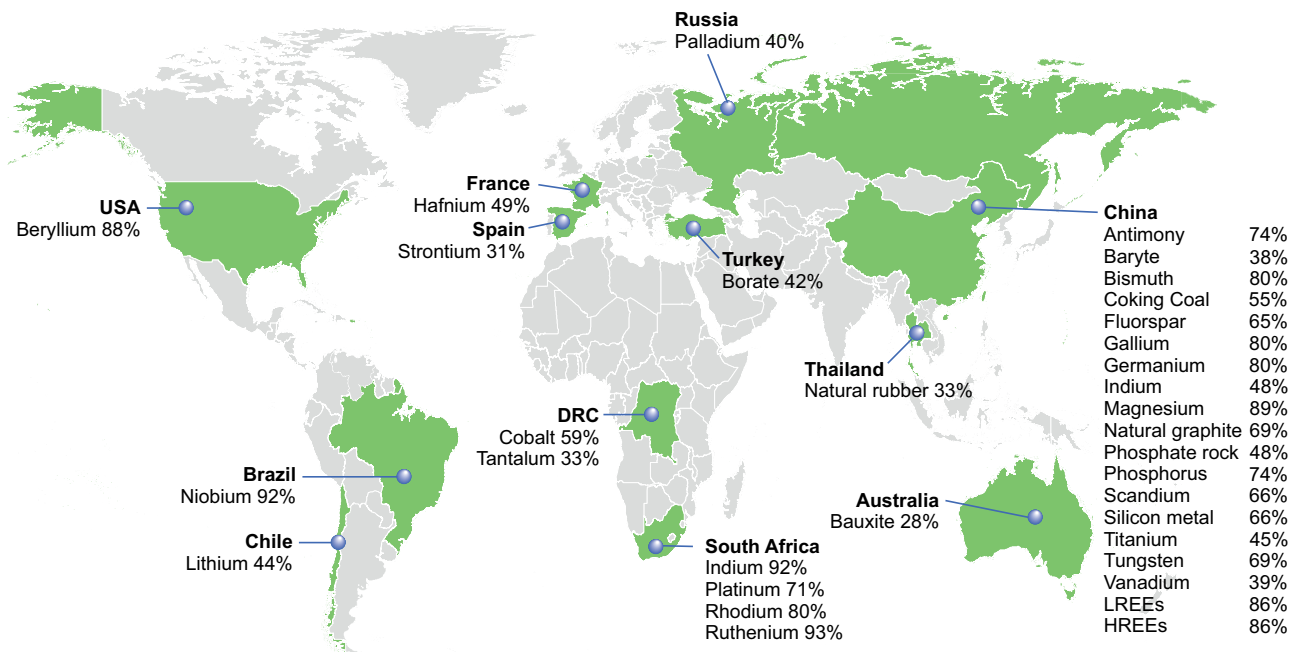 Russia
Palladium 40%
France
Hafnium 49%
Spain
Strontium 31%
USA
Beryllium 88%
Turkey
Borate 42%
China
Antimony 74%
Baryte 38%
Bismuth 80%
Coking Coal 55%
Fluorspar 65%
Gallium 80%
Germanium 80%
Indium 48%
Magnesium 89%
Natural graphite 69%
Phosphate rock 48%
Phosphorus 74%
Scandium 66%
Silicon metal 66%
Titanium 45%
Tungsten 69%
Vanadium 39%
LREEs 86%
HREEs 86%
Thailand
Natural rubber 33%
DRC
Cobalt 59%
Tantalum 33%
Brazil
Niobium 92%
Chile
Lithium 44%
South Africa
Indium 92%
Platinum 71%
Rhodium 80%
Ruthenium 93%
Australia
Bauxite 28%